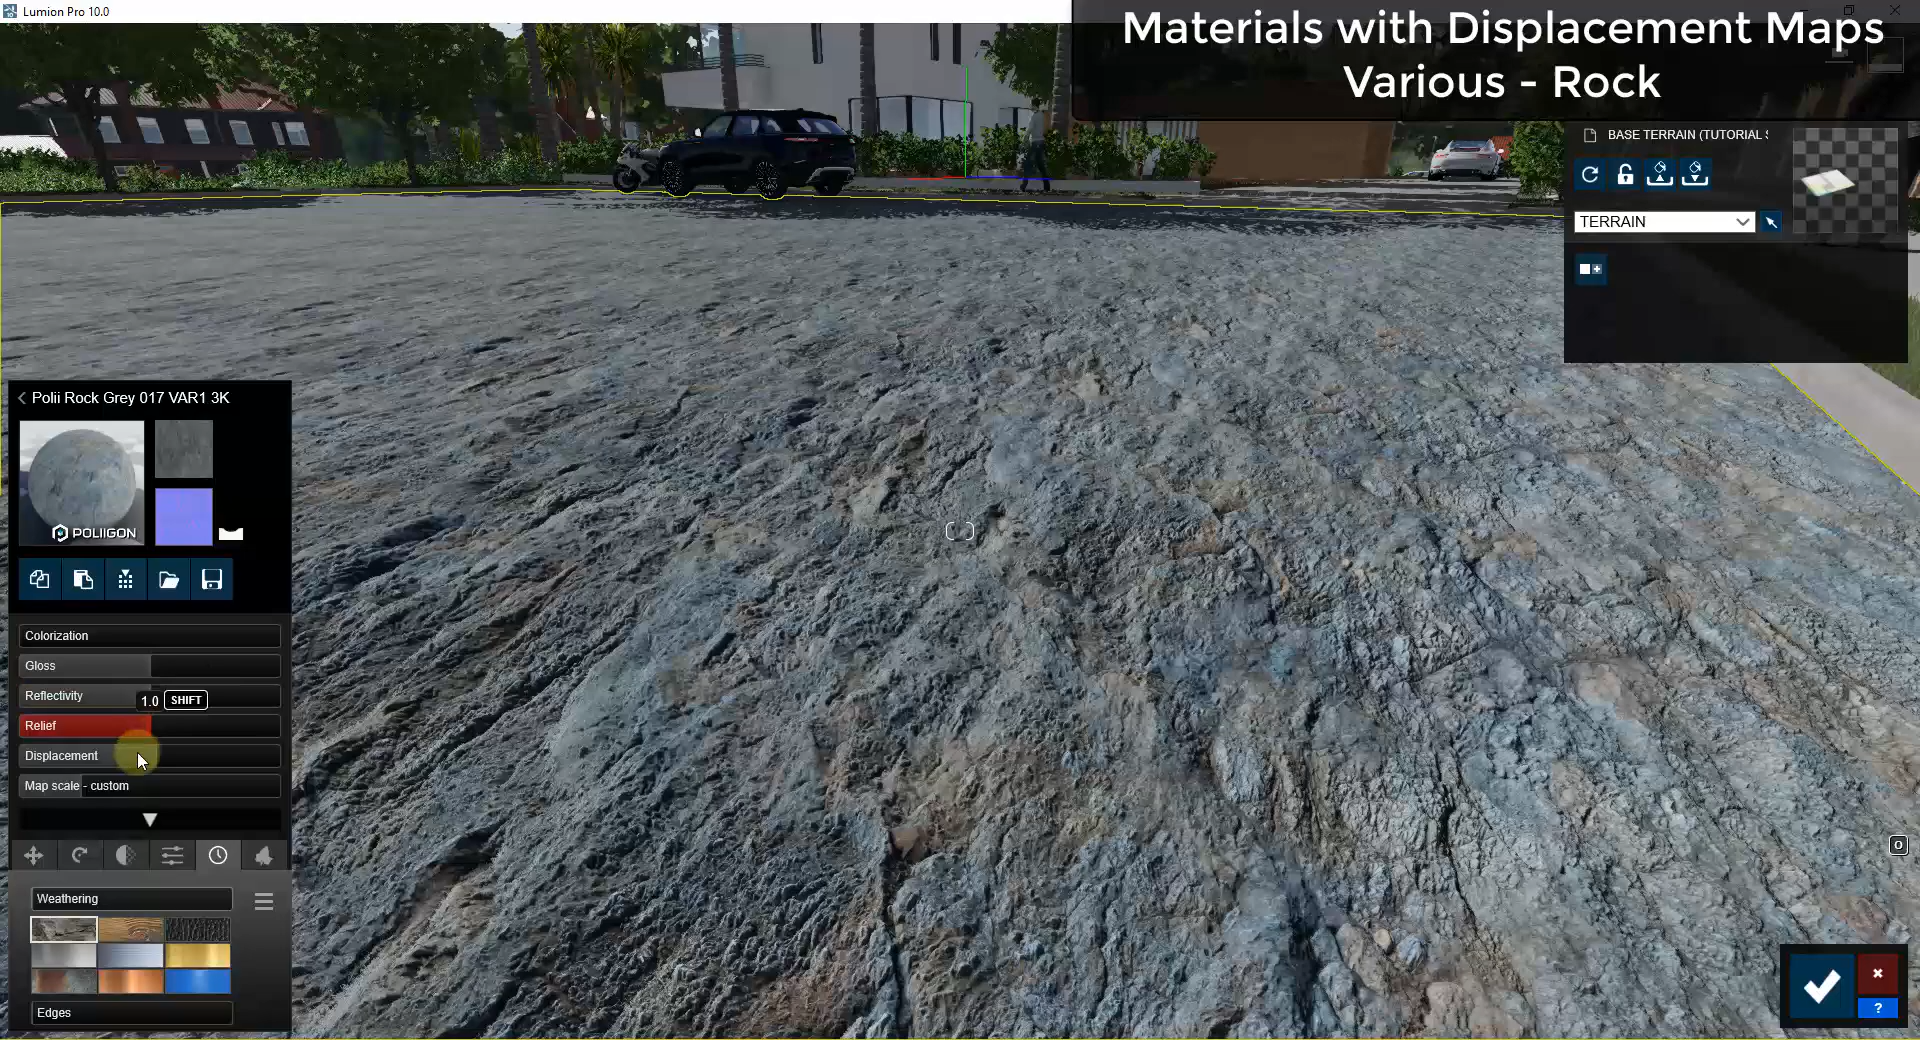 Lumion Pro 10.0
Materials with Displacement Maps
Various - Rock
BASE TERRAIN (TUTORIAL
TERRAIN
Polii Rock Grey 017 VAR1 3K
POLIIGON
Colorization
Gloss
Reflectivity
1.0 SHIFT
Relief
Displacement
Map scale - custom
Weathering
Edges
O
?